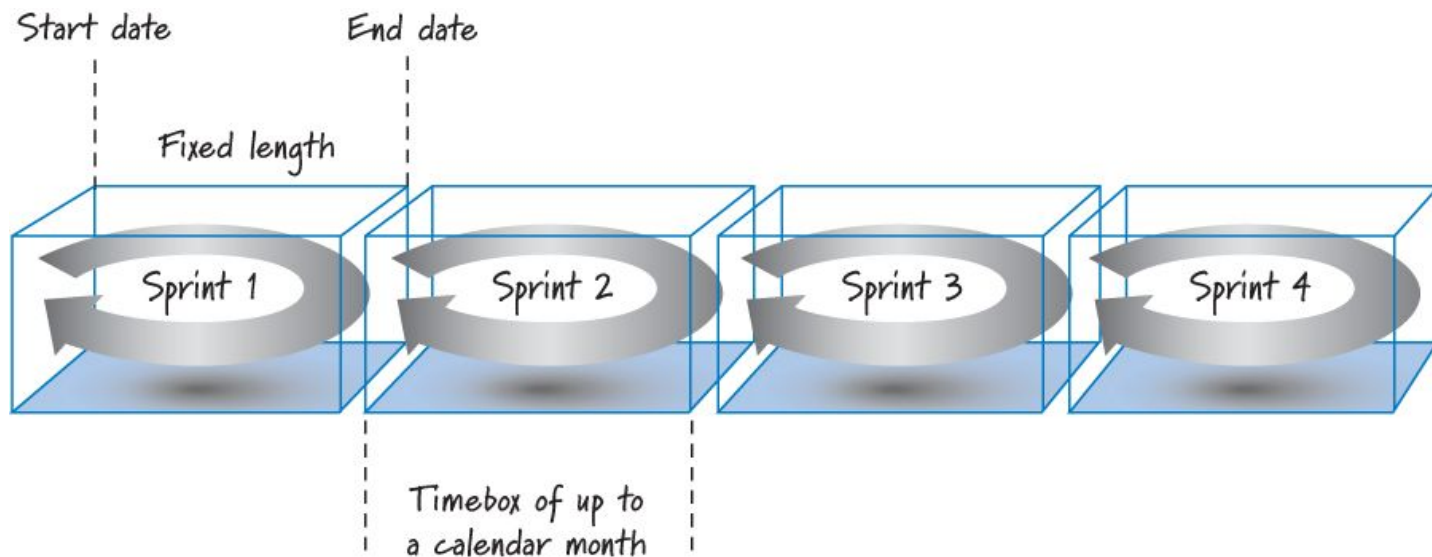 Start date
End date
Fixed length
Sprint 1
Sprint 2
Sprint 3
Sprint 4
Timebox of up to
a calendar month